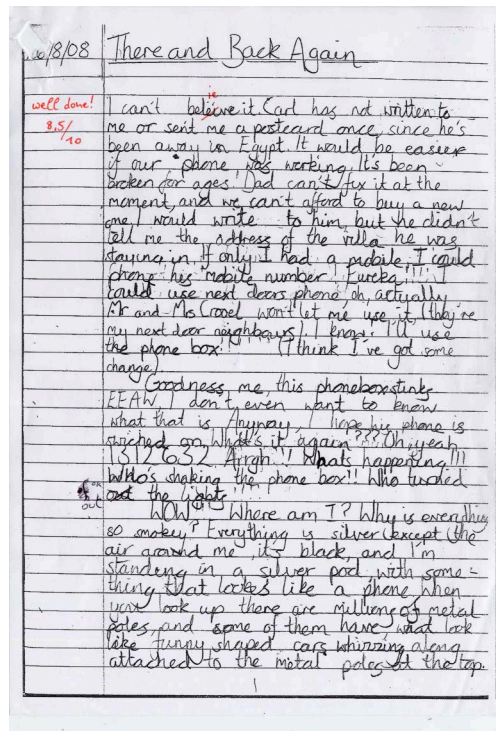 /8/08 There and Back Again
well done!
8,5/10
ie
I can't beleive it. Carl has not written to
me or sent me a postcard once, since he's
been away in Egypt. It would be easier
if our 'phone was working. It's been
broken for ages. Dad can't fix it at the
moment, and we can't afford to buy a new
one. I would write to him, but he didn't
tell me the address of the villa he was
staying in. If only I had a mobile, I could
phone his mobile number! Eureka!!!! I
could use next doors phone, oh, actually
Mr and Mrs won't let me use it (they're
my next door neighbours). I know! I'll use
the phone box!! (I think I've got some
change)
Goodness me, this phonebox stinks
EEAW I don't even want to know
what that is. Anyway, I hope his phone is
swiched on. What's it again??? Oh, yeah
1312632 Arrgh!! Whats happening!!!
Who's shaking the phone box!! Who turned
out the lights
out
WOW!! Where am I? Why is everything
so smokey? Everything is silver except the
air around me, it's black, and I'm
standing in a silver pod with some-
thing that looks like a phone when
you look up there are millions of metal
poles, and some of them have, what look
like funny shaped cars whirring along
attached to the metal poles at the top.
1